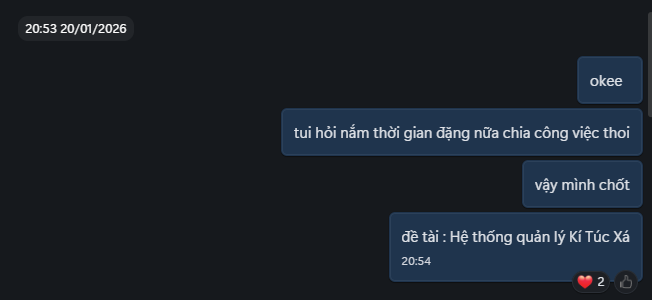 20:53 20/01/2026
okee
tui hỏi nắm thời gian đặng nữa chia công việc thoi
vậy mình chốt
đề tài : Hệ thống quản lý Kí Túc Xá
20:54
2